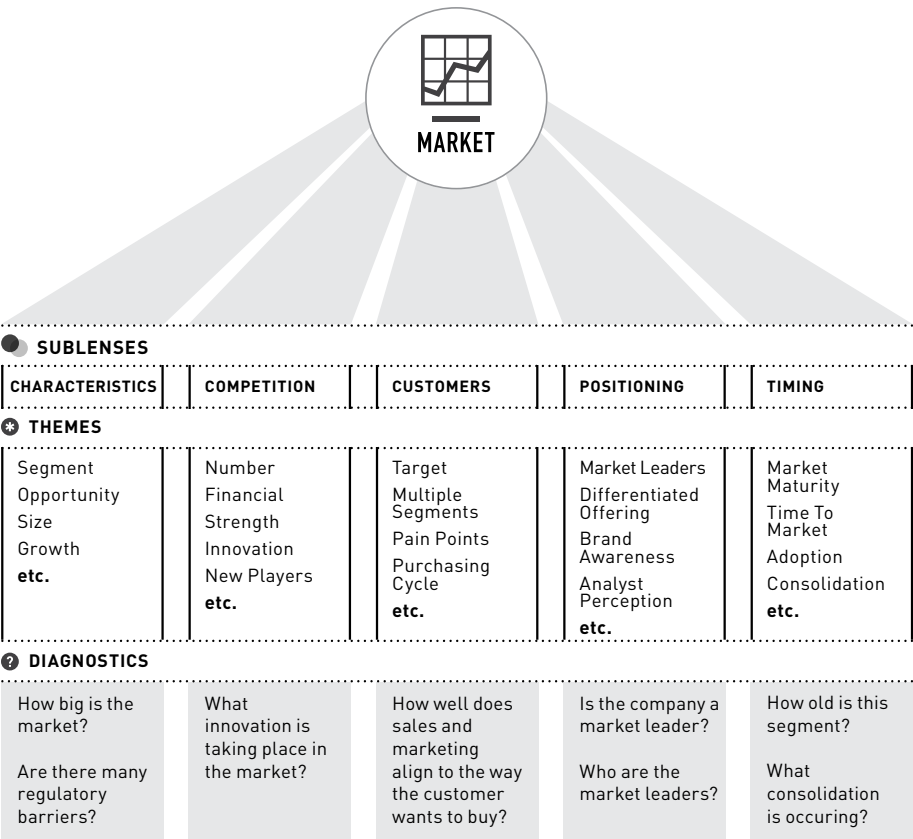 MARKET
SUBLENSES
CHARACTERISTICS
COMPETITION
CUSTOMERS
POSITIONING
TIMING
THEMES
Segment
Opportunity
Size
Growth
etc.
Number
Financial
Strength
Innovation
New Players
etc.
Target
Multiple
Segments
Pain Points
Purchasing
Cycle
etc.
Market Leaders
Differentiated
Offering
Brand
Awareness
Analyst
Perception
etc.
Market
Maturity
Time To
Market
Adoption
Consolidation
etc.
? DIAGNOSTICS
How big is the
market?
Are there many
regulatory
barriers?
What
innovation is
taking place in
the market?
How well does
sales and
marketing
align to the way
the customer
wants to buy?
Is the company a
market leader?
Who are the
market leaders?
How old is this
segment?
What
consolidation
is occuring?